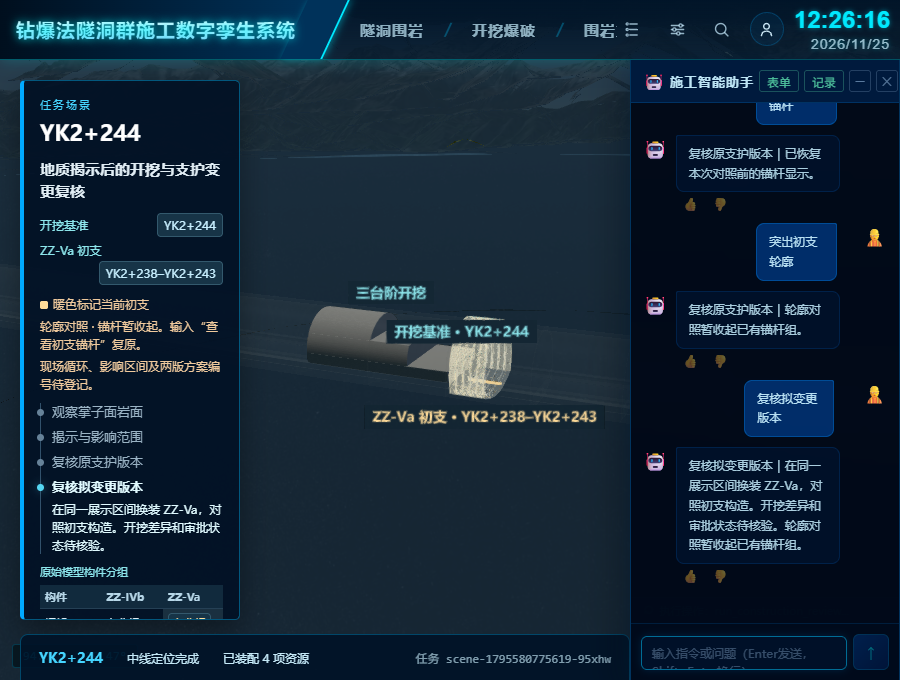 钻爆法隧洞群施工数字孪生系统
隧洞围岩 / 开挖爆破 / 围岩
12:26:16
2026/11/25
任务场景
YK2+244
地质揭示后的开挖与支护变
更复核
开挖基准 YK2+244
ZZ-Va 初支
YK2+238–YK2+243
暖色标记当前初支
轮廓对照 · 锚杆暂收起。输入“查
看初支锚杆”复原。
现场循环、影响区间及两版方案编
号待登记。
观察掌子面岩面
揭示与影响范围
复核原支护版本
复核拟变更版本
在同一展示区间换装 ZZ-Va，对
照初支构造。开挖差异和审批状
态待核验。
原始模型构件分组
构件 ZZ-IVb ZZ-Va
三台阶开挖
开挖基准 · YK2+244
ZZ-Va 初支 · YK2+238–YK2+243
YK2+244 中线定位完成 已装配 4 项资源 任务 scene-1795580775619-95xhw
施工智能助手 表单 记录
锚杆
复核原支护版本 | 已恢复
本次对照前的锚杆显示。
突出初支
轮廓
复核原支护版本 | 轮廓对
照暂收起已有锚杆组。
复核拟变更
版本
复核拟变更版本 | 在同一
展示区间换装 ZZ-Va，对
照初支构造。开挖差异和
审批状态待核验。轮廓对
照暂收起已有锚杆组。
输入指令或问题（Enter发送，